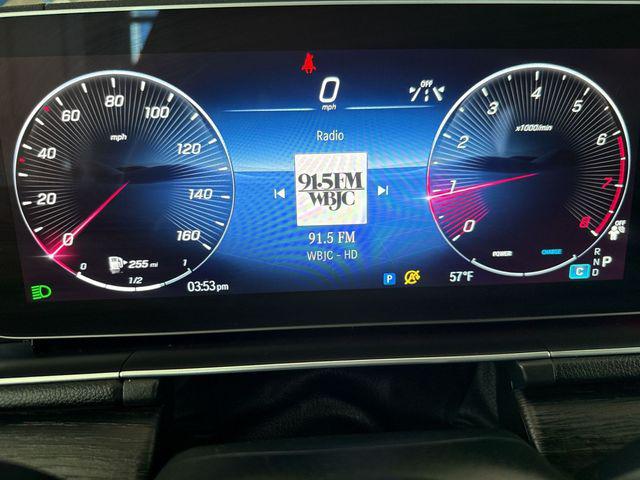 0
mph
OFF
Radio
91.5FM
WBJC
91.5 FM
WBJC - HD
0 20 40 60 80 100 120 140 160
mph
0 1/2 1
255 mi
03:53pm
P
A
57°F
0 1 2 3 4 5 6 7 8
x1000/min
POWER
CHARGE
OFF
C
R
N P
D